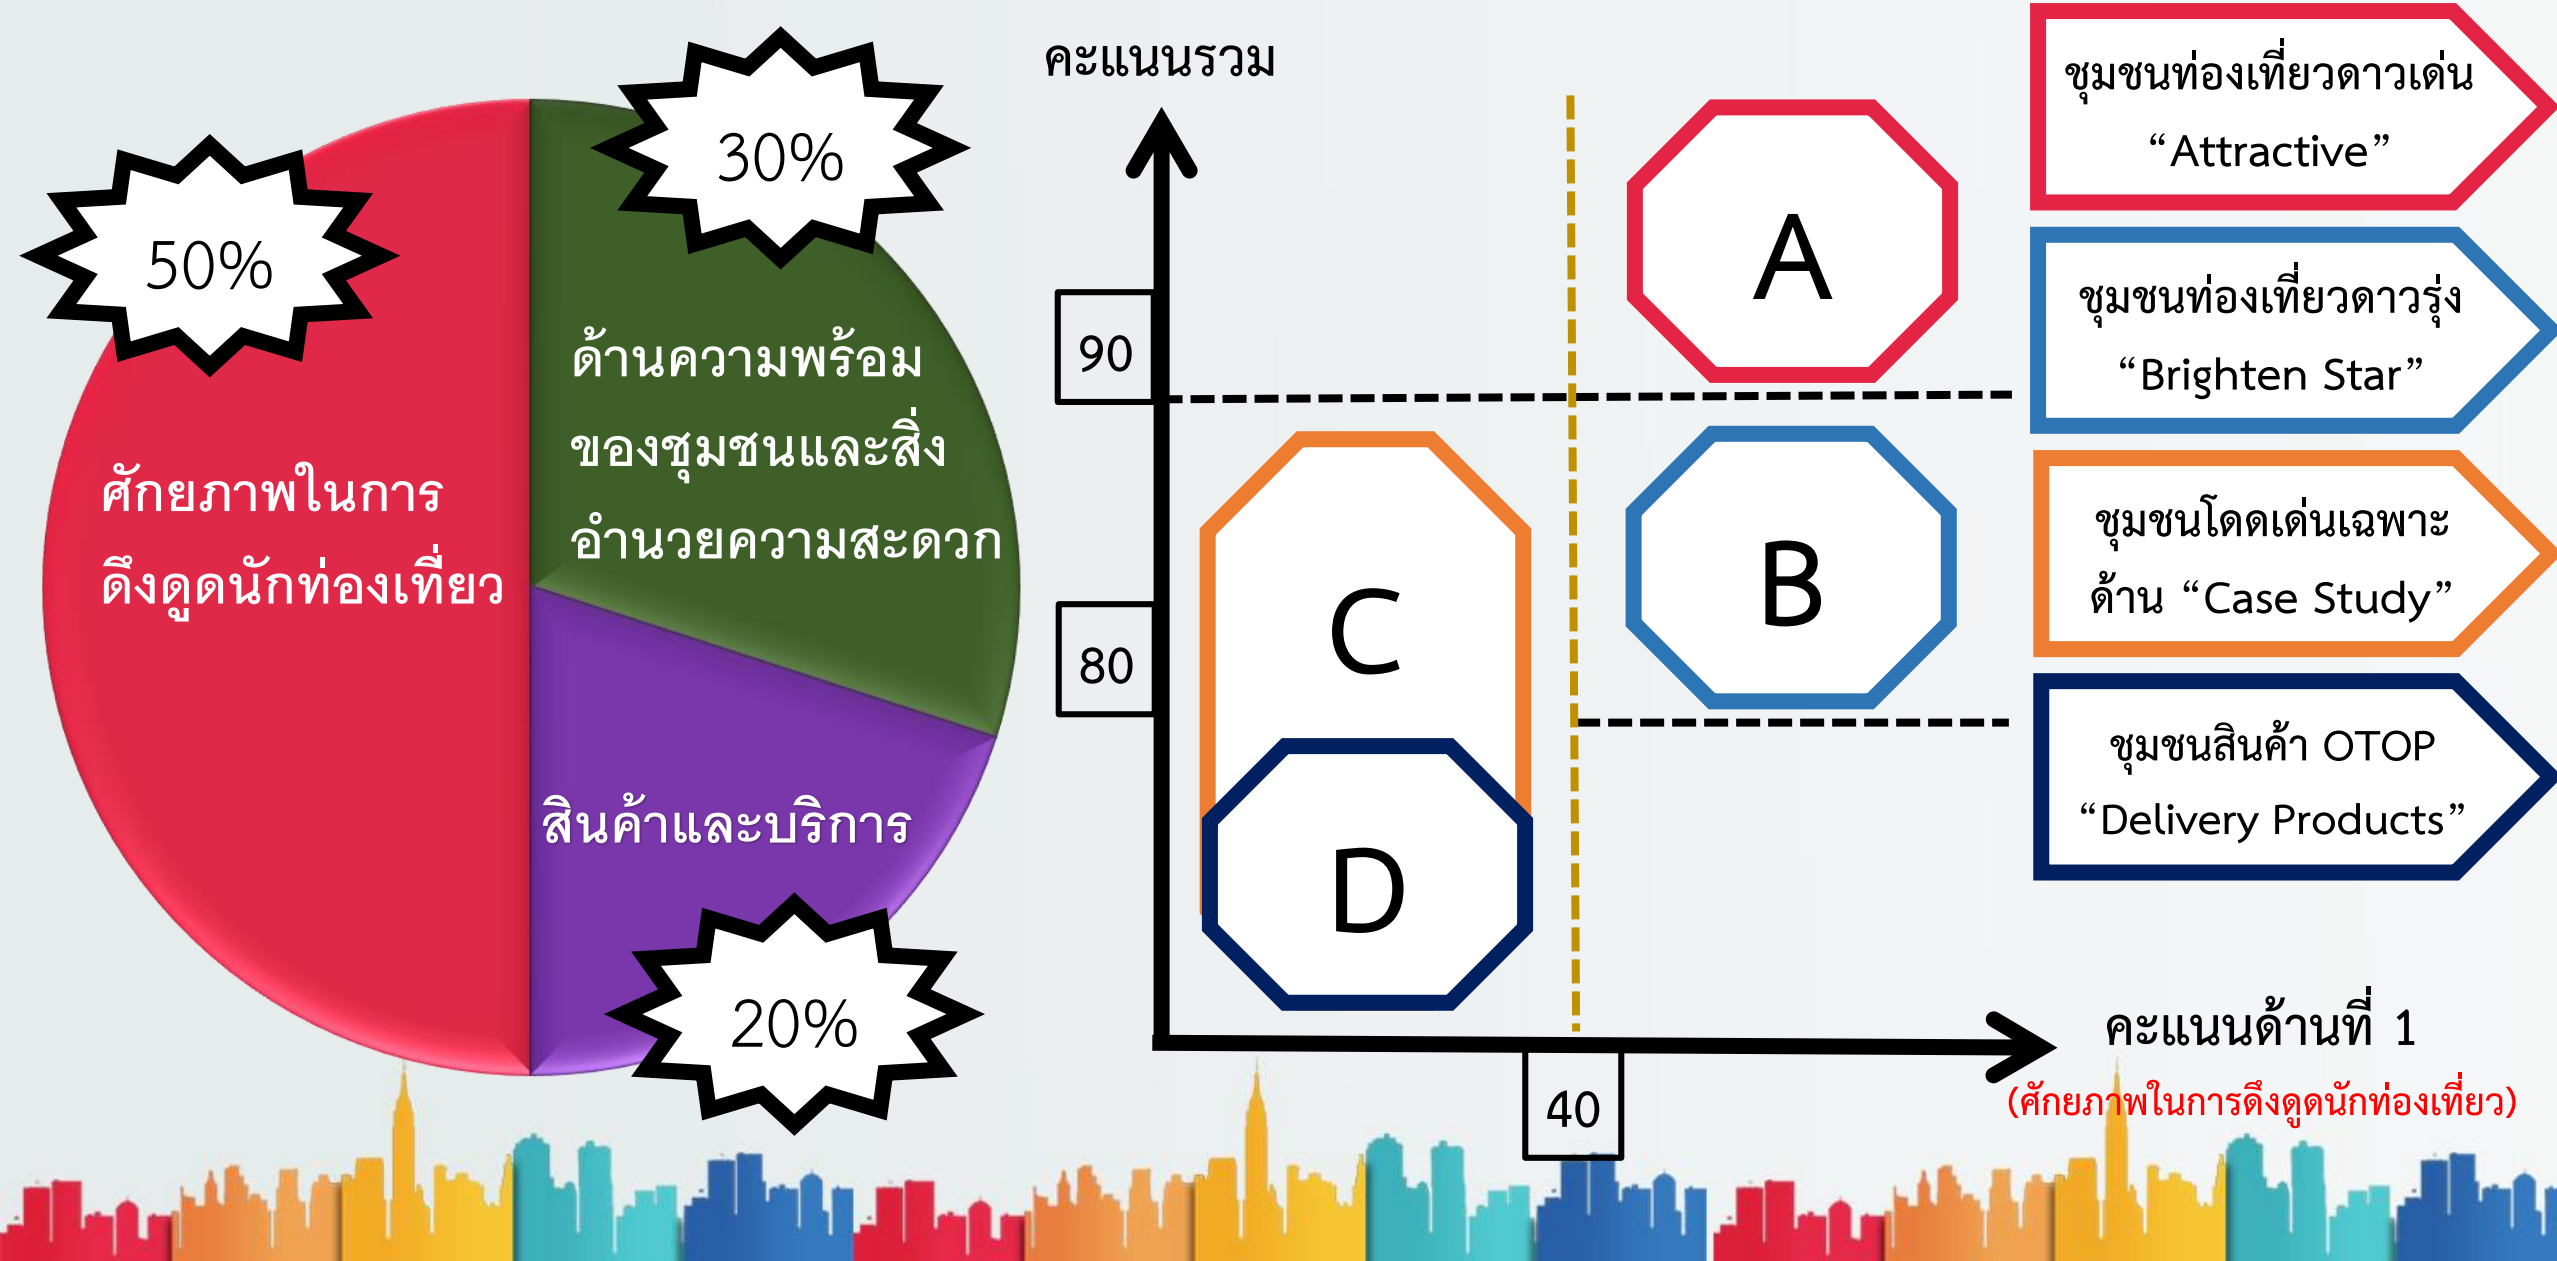 50%
30%
ศักยภาพในการ
ดึงดูดนักท่องเที่ยว
ด้านความพร้อม
ของชุมชนและสิ่ง
อำนวยความสะดวก
สินค้าและบริการ
20%
คะแนนรวม
90
80
40
A
B
C
D
คะแนนด้านที่ 1
(ศักยภาพในการดึงดูดนักท่องเที่ยว)
ชุมชนท่องเที่ยวดาวเด่น
“Attractive”
ชุมชนท่องเที่ยวดาวรุ่ง
“Brighten Star”
ชุมชนโดดเด่นเฉพาะ
ด้าน “Case Study”
ชุมชนสินค้า OTOP
“Delivery Products”